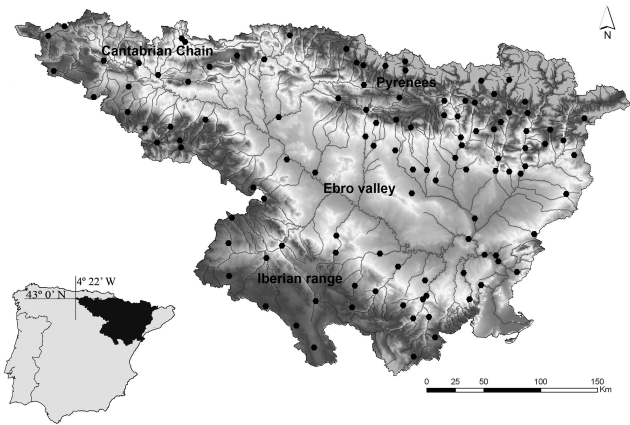 N
Cantabrian Chain
Pyrenees
Ebro valley
Iberian range
4º 22' W
43º 0' N
0 25 50 100 150
Km